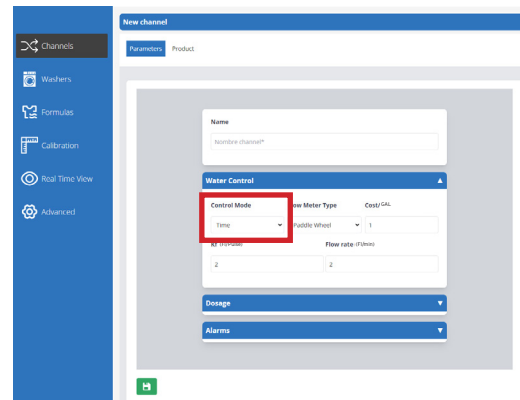 New channel
Channels
Parameters Product
Washers
Formulas
Calibration
Real Time View
Advanced
Name
Nombre channel*
Water Control
Control Mode
ow Meter Type
Cost/ GAL
Time
Paddle Wheel
1
Flow rate- (Fl/min)
2
2
Dosage
Alarms